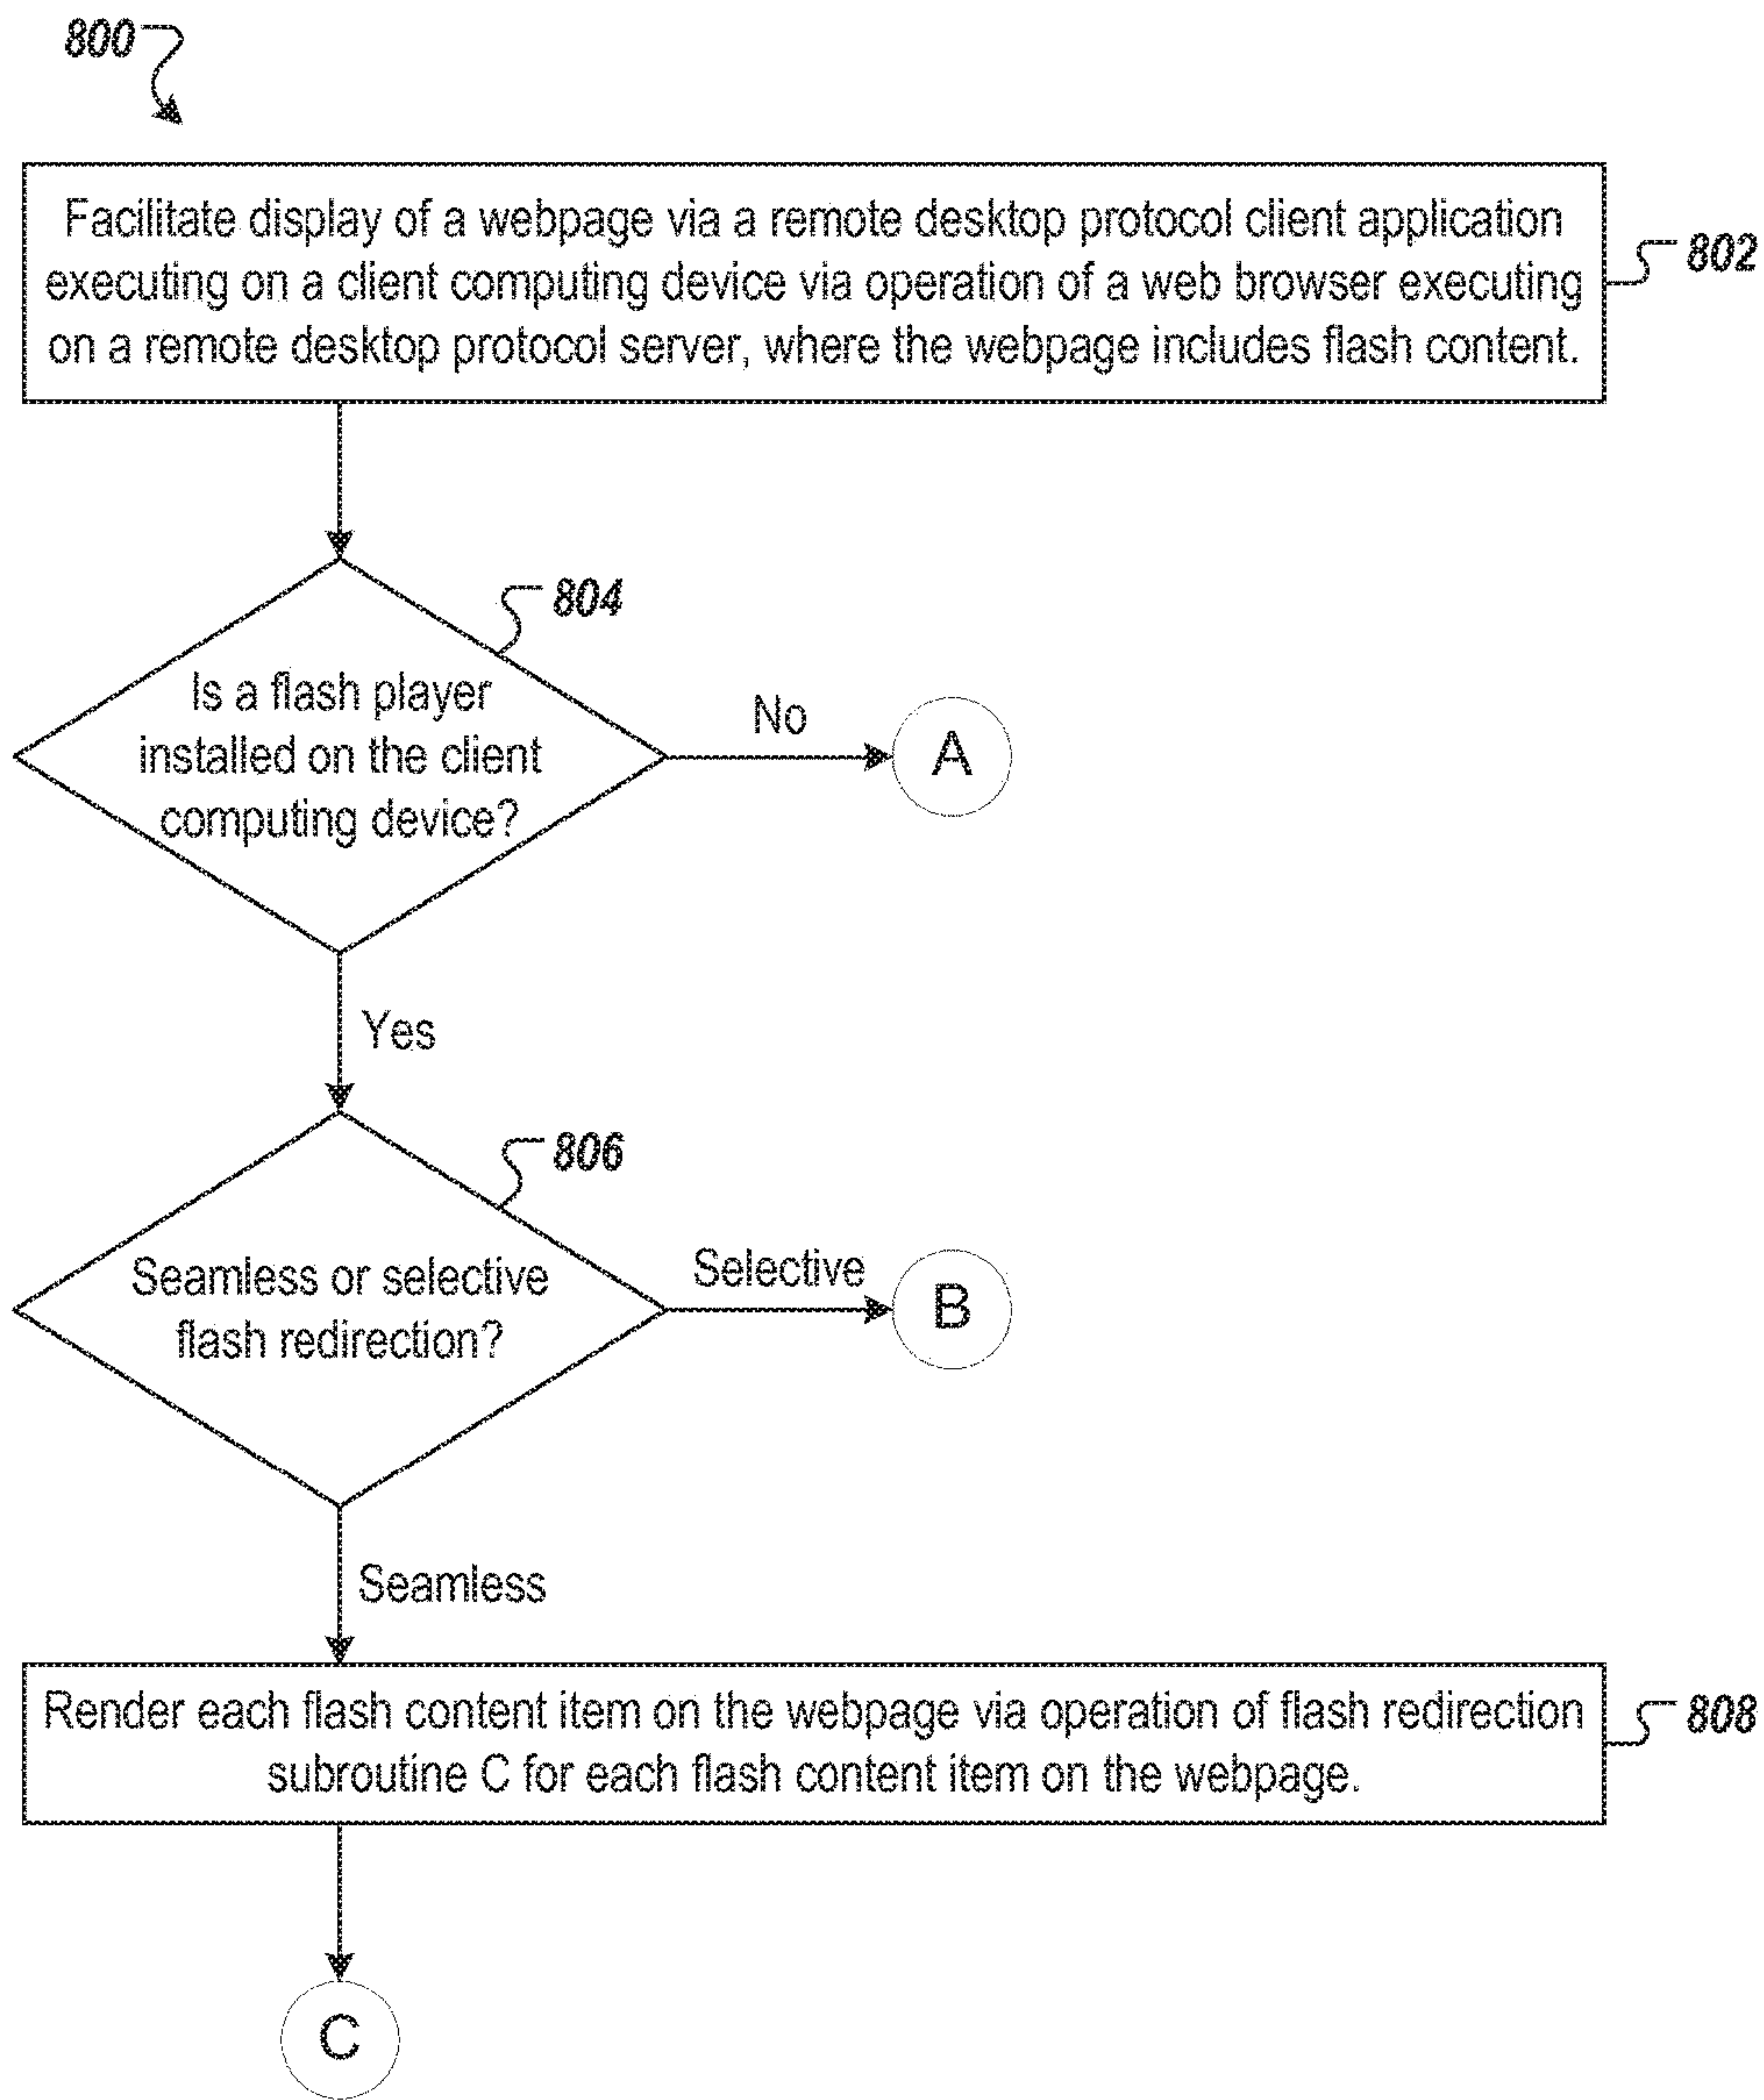 800
Facilitate display of a webpage via a remote desktop protocol client application
executing on a client computing device via operation of a web browser executing
on a remote desktop protocol server, where the webpage includes flash content.
802
804
Is a flash player
installed on the client
computing device?
No
A
Yes
806
Seamless or selective
flash redirection?
Selective
B
Seamless
Render each flash content item on the webpage via operation of flash redirection
subroutine C for each flash content item on the webpage.
808
C